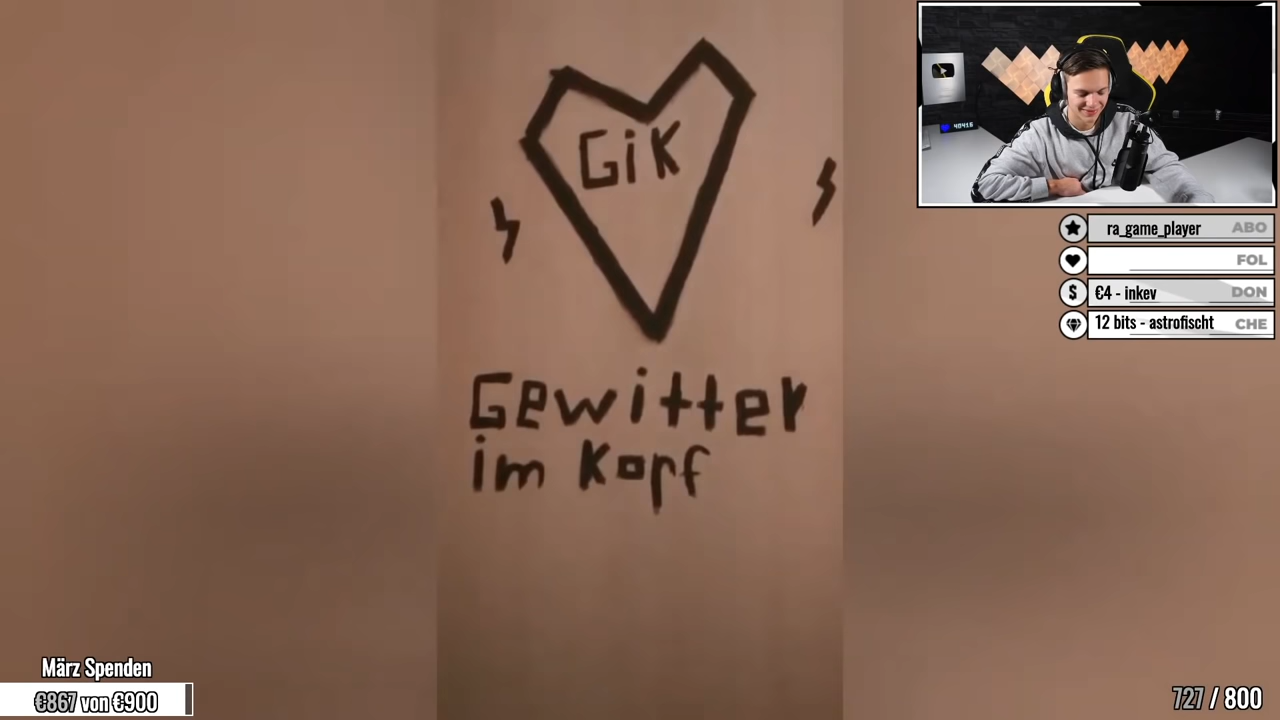 GiK
Gewitter
im Kopf
ra_game_player ABO
FOL
€4 - inkev DON
12 bits - astrofischt CHE
März Spenden
€867 von €900
727 / 800